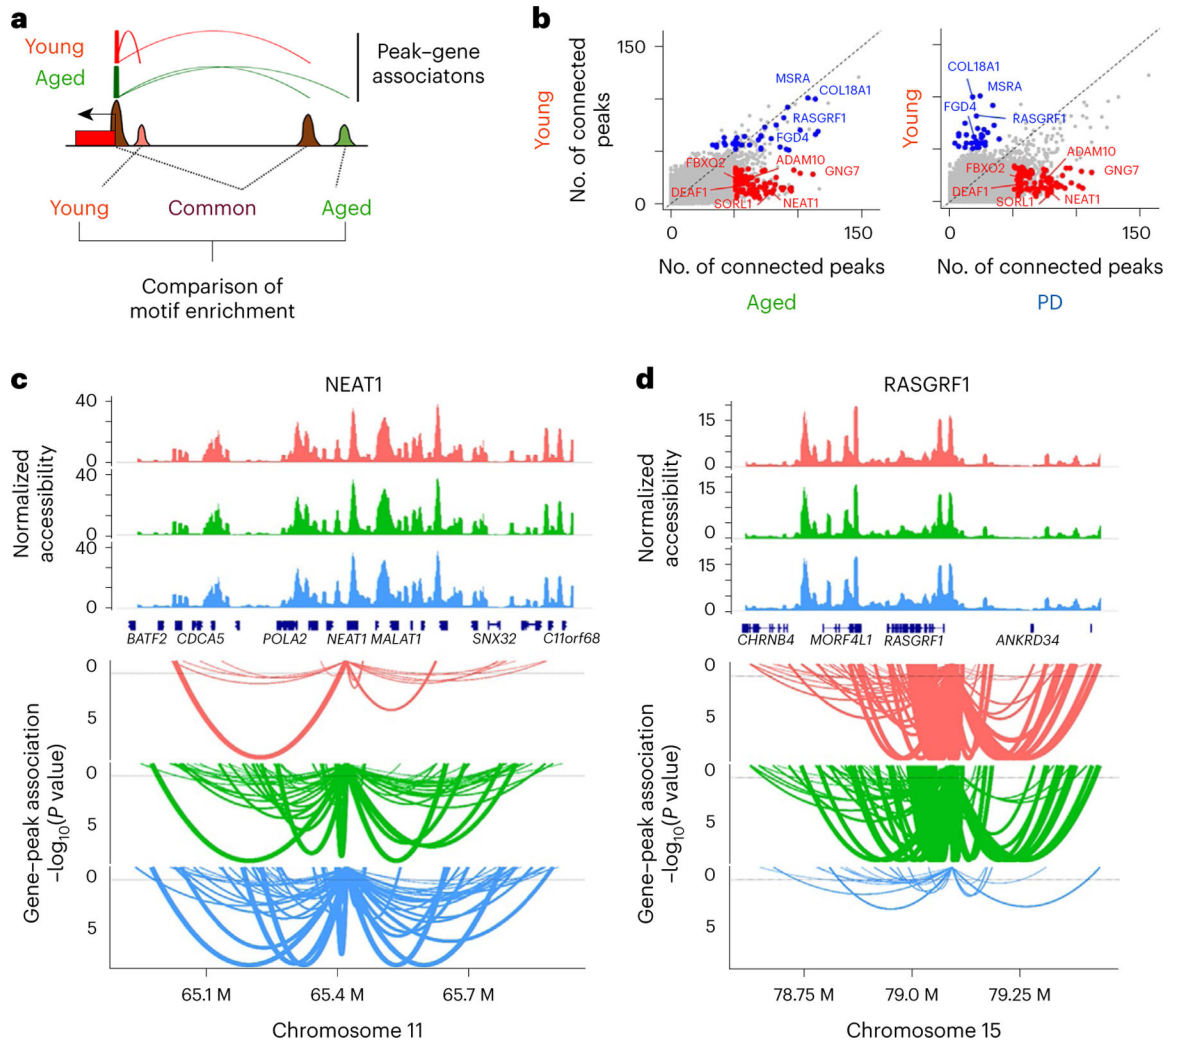 a
Young
Aged
Peak–gene
associatons
Young
Common
Aged
Comparison of
motif enrichment
b
Young
No. of connected
peaks
150
0
MSRA
COL18A1
RASGRF1
FGD4
FBXO2
ADAM10
GNG7
DEAF1
SORL1
NEAT1
0
150
No. of connected peaks
Aged
Young
COL18A1
MSRA
FGD4
RASGRF1
ADAM10
FBXO2
GNG7
DEAF1
SORL1
NEAT1
0
150
No. of connected peaks
PD
c
NEAT1
Normalized
accessibility
40
0
40
0
40
0
BATF2 CDCA5 POLA2 NEAT1 MALAT1 SNX32 C11orf68
Gene–peak association
–log10(P value)
0
5
0
5
0
5
65.1 M 65.4 M 65.7 M
Chromosome 11
d
RASGRF1
Normalized
accessibility
15
0
15
0
15
0
CHRNB4 MORF4L1 RASGRF1 ANKRD34
Gene–peak association
–log10(P value)
0
5
0
5
0
5
78.75 M 79.0 M 79.25 M
Chromosome 15